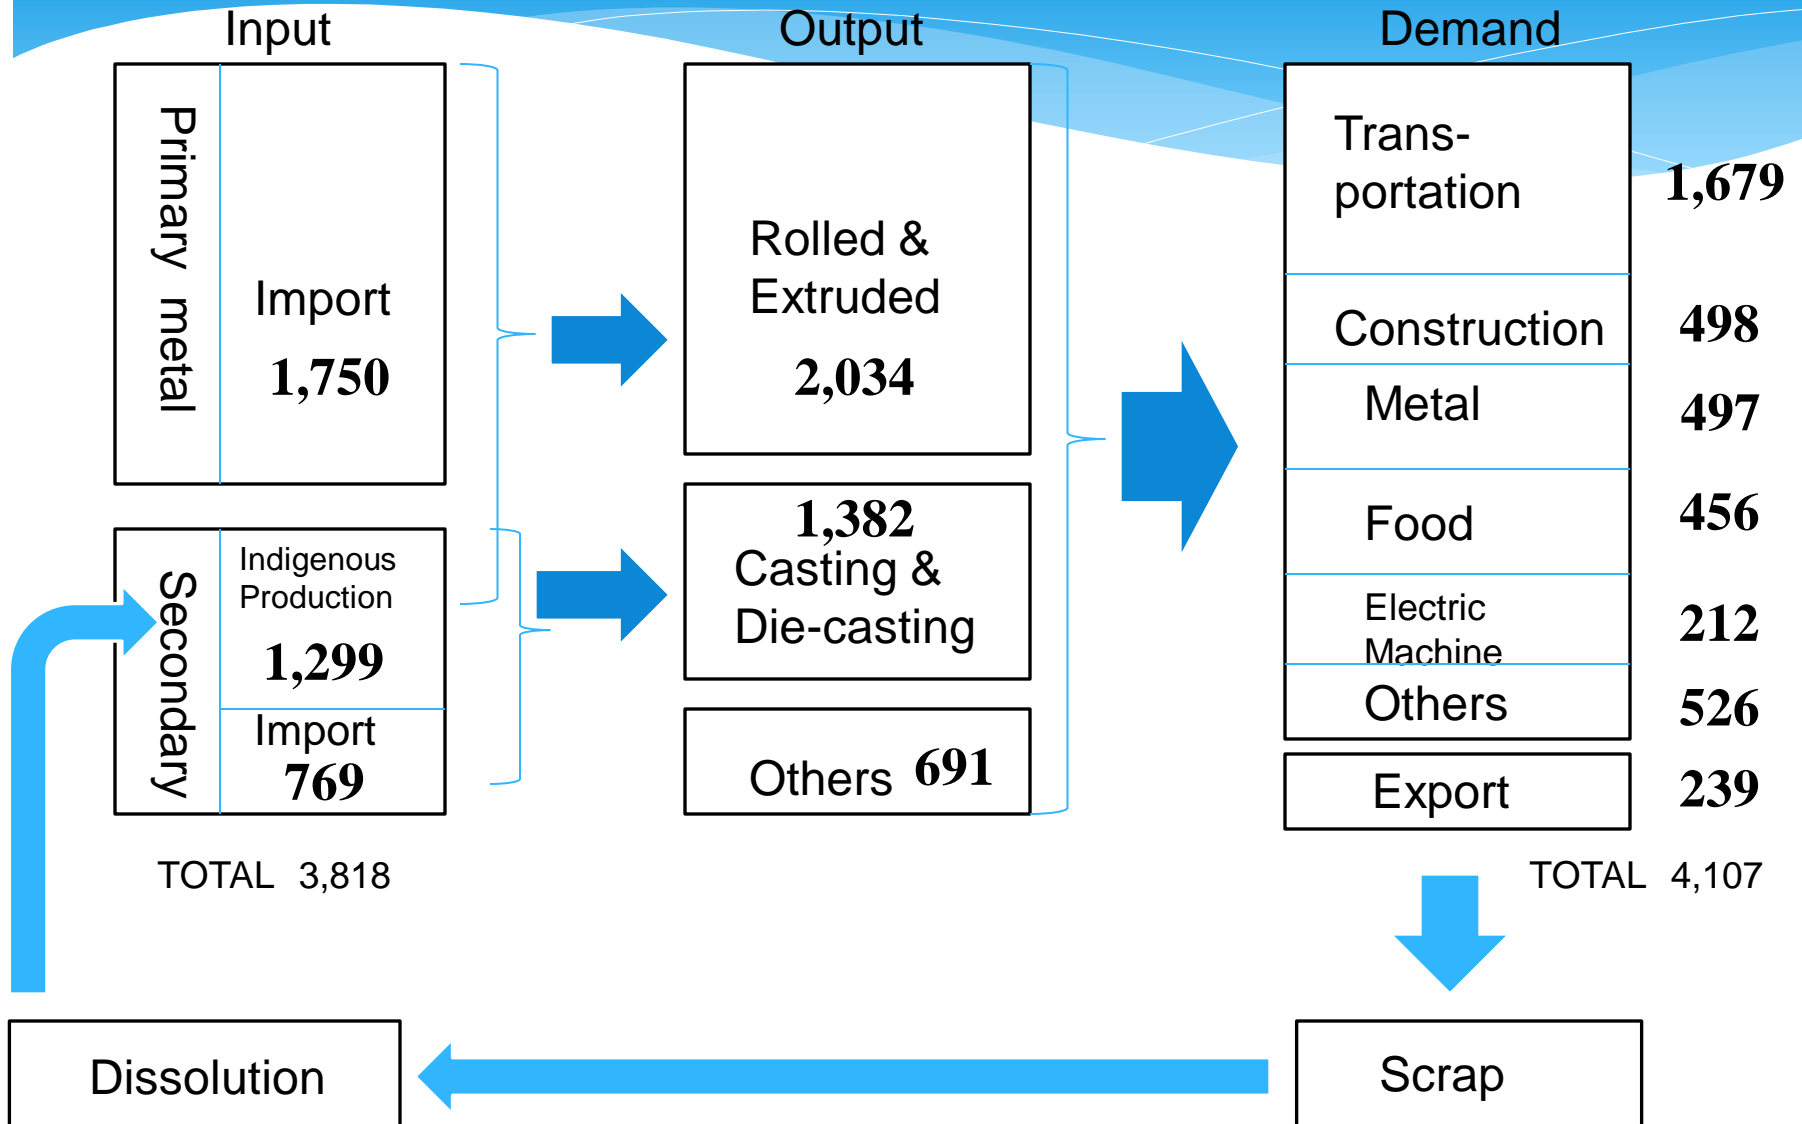 Input
Primary metal
Import
1,750
Secondary
Indigenous
Production
1,299
Import
769
TOTAL 3,818
Output
Rolled &
Extruded
2,034
1,382
Casting &
Die-casting
Others 691
Demand
Trans-
portation
1,679
Construction 498
Metal 497
Food 456
Electric
Machine
212
Others 526
Export 239
TOTAL 4,107
Dissolution
Scrap